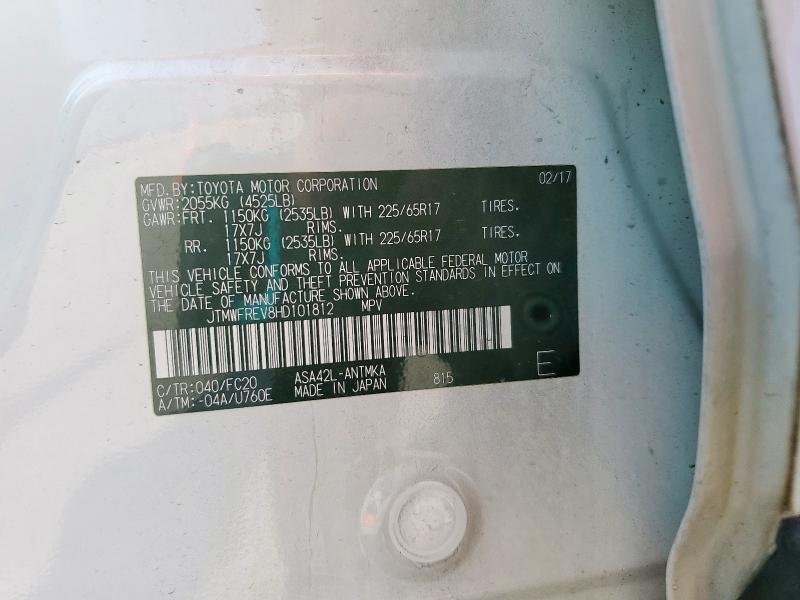 MFD.BY:TOYOTA MOTOR CORPORATION 02/17
GVWR:2055KG (4525LB)
GAWR:FRT. 1150KG (2535LB) WITH 225/65R17 TIRES.
17X7J RIMS.
RR. 1150KG (2535LB) WITH 225/65R17 TIRES.
17X7J RIMS.
THIS VEHICLE CONFORMS TO ALL APPLICABLE FEDERAL MOTOR
VEHICLE SAFETY AND THEFT PREVENTION STANDARDS IN EFFECT ON
THE DATE OF MANUFACTURE SHOWN ABOVE.
JTMWFREV8HD101812 MPV
C/TR:040/FC20 ASA42L-ANTMKA 815 E
A/TM:-04A/U760E MADE IN JAPAN